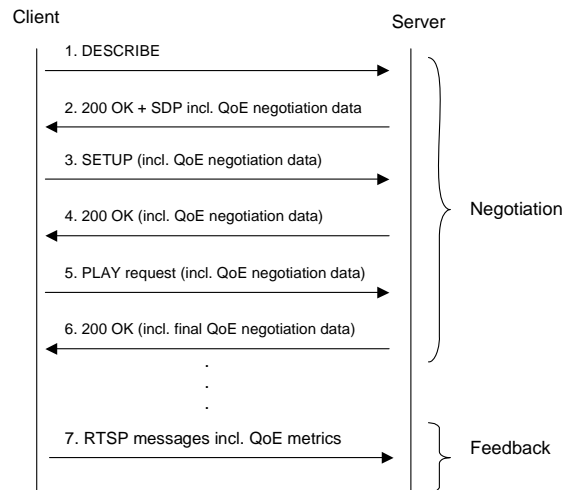 Client
Server
1. DESCRIBE
2. 200 OK + SDP incl. QoE negotiation data
3. SETUP (incl. QoE negotiation data)
4. 200 OK (incl. QoE negotiation data)
Negotiation
5. PLAY request (incl. QoE negotiation data)
6. 200 OK (incl. final QoE negotiation data)
.
.
.
7. RTSP messages incl. QoE metrics
Feedback